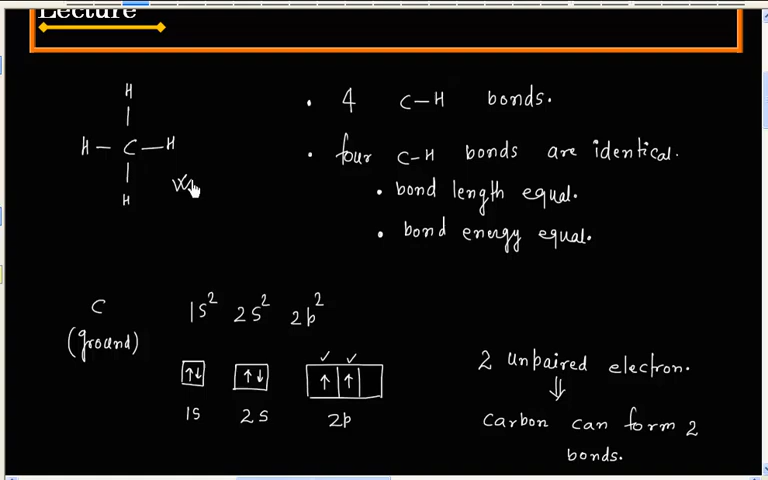 Lecture
H
H – C – H
H
• 4 C–H bonds.
• four C–H bonds are identical.
• bond length equal.
• bond energy equal.
C
(ground)
1s² 2s² 2p²
↑↓ ↑↓ ↑ ↑
1s 2s 2p
2 unpaired electron.
⇓
carbon can form 2
bonds.